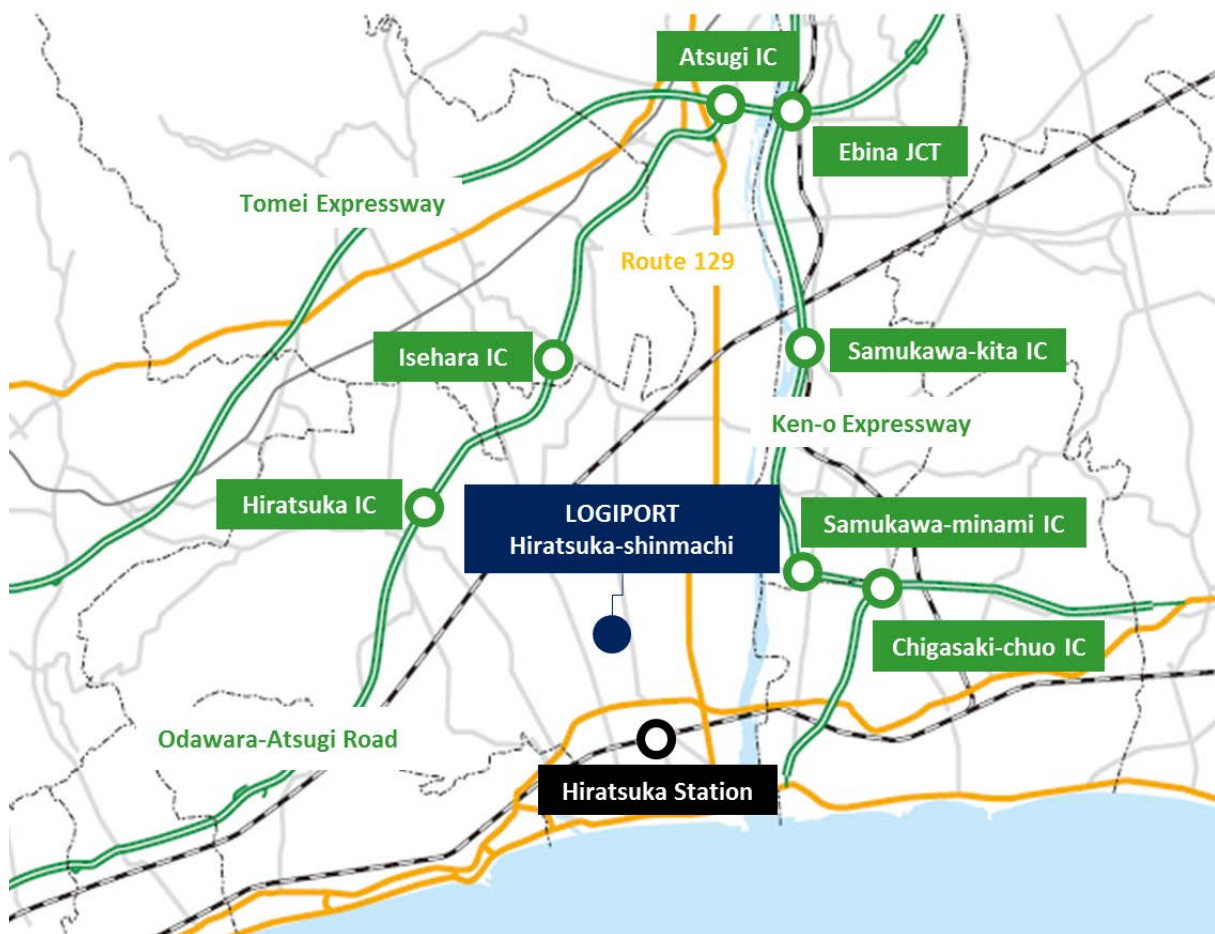 Atsugi IC
Ebina JCT
Tomei Expressway
Route 129
Isehara IC
Samukawa-kita IC
Ken-o Expressway
Hiratsuka IC
LOGIPORT
Hiratsuka-shinmachi
Samukawa-minami IC
Chigasaki-chuo IC
Odawara-Atsugi Road
Hiratsuka Station